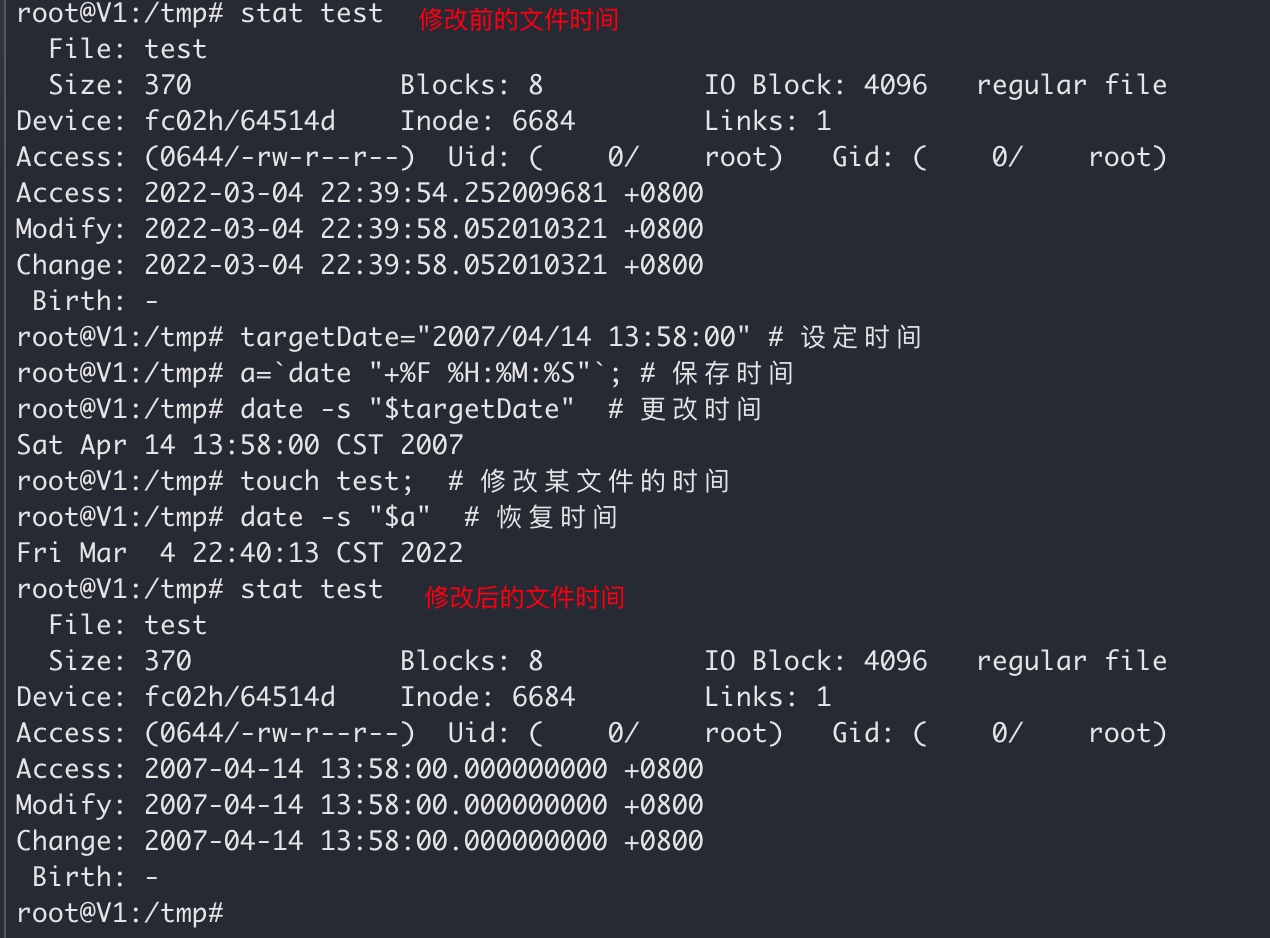 root@V1:/tmp# stat test 修改前的文件时间
  File: test
  Size: 370             Blocks: 8          IO Block: 4096   regular file
Device: fc02h/64514d    Inode: 6684        Links: 1
Access: (0644/-rw-r--r--)  Uid: (    0/    root)   Gid: (    0/    root)
Access: 2022-03-04 22:39:54.252009681 +0800
Modify: 2022-03-04 22:39:58.052010321 +0800
Change: 2022-03-04 22:39:58.052010321 +0800
 Birth: -
root@V1:/tmp# targetDate="2007/04/14 13:58:00" # 设定时间
root@V1:/tmp# a=`date "+%F %H:%M:%S"`; # 保存时间
root@V1:/tmp# date -s "$targetDate"  # 更改时间
Sat Apr 14 13:58:00 CST 2007
root@V1:/tmp# touch test;  # 修改某文件的时间
root@V1:/tmp# date -s "$a"  # 恢复时间
Fri Mar  4 22:40:13 CST 2022
root@V1:/tmp# stat test 修改后的文件时间
  File: test
  Size: 370             Blocks: 8          IO Block: 4096   regular file
Device: fc02h/64514d    Inode: 6684        Links: 1
Access: (0644/-rw-r--r--)  Uid: (    0/    root)   Gid: (    0/    root)
Access: 2007-04-14 13:58:00.000000000 +0800
Modify: 2007-04-14 13:58:00.000000000 +0800
Change: 2007-04-14 13:58:00.000000000 +0800
 Birth: -
root@V1:/tmp#